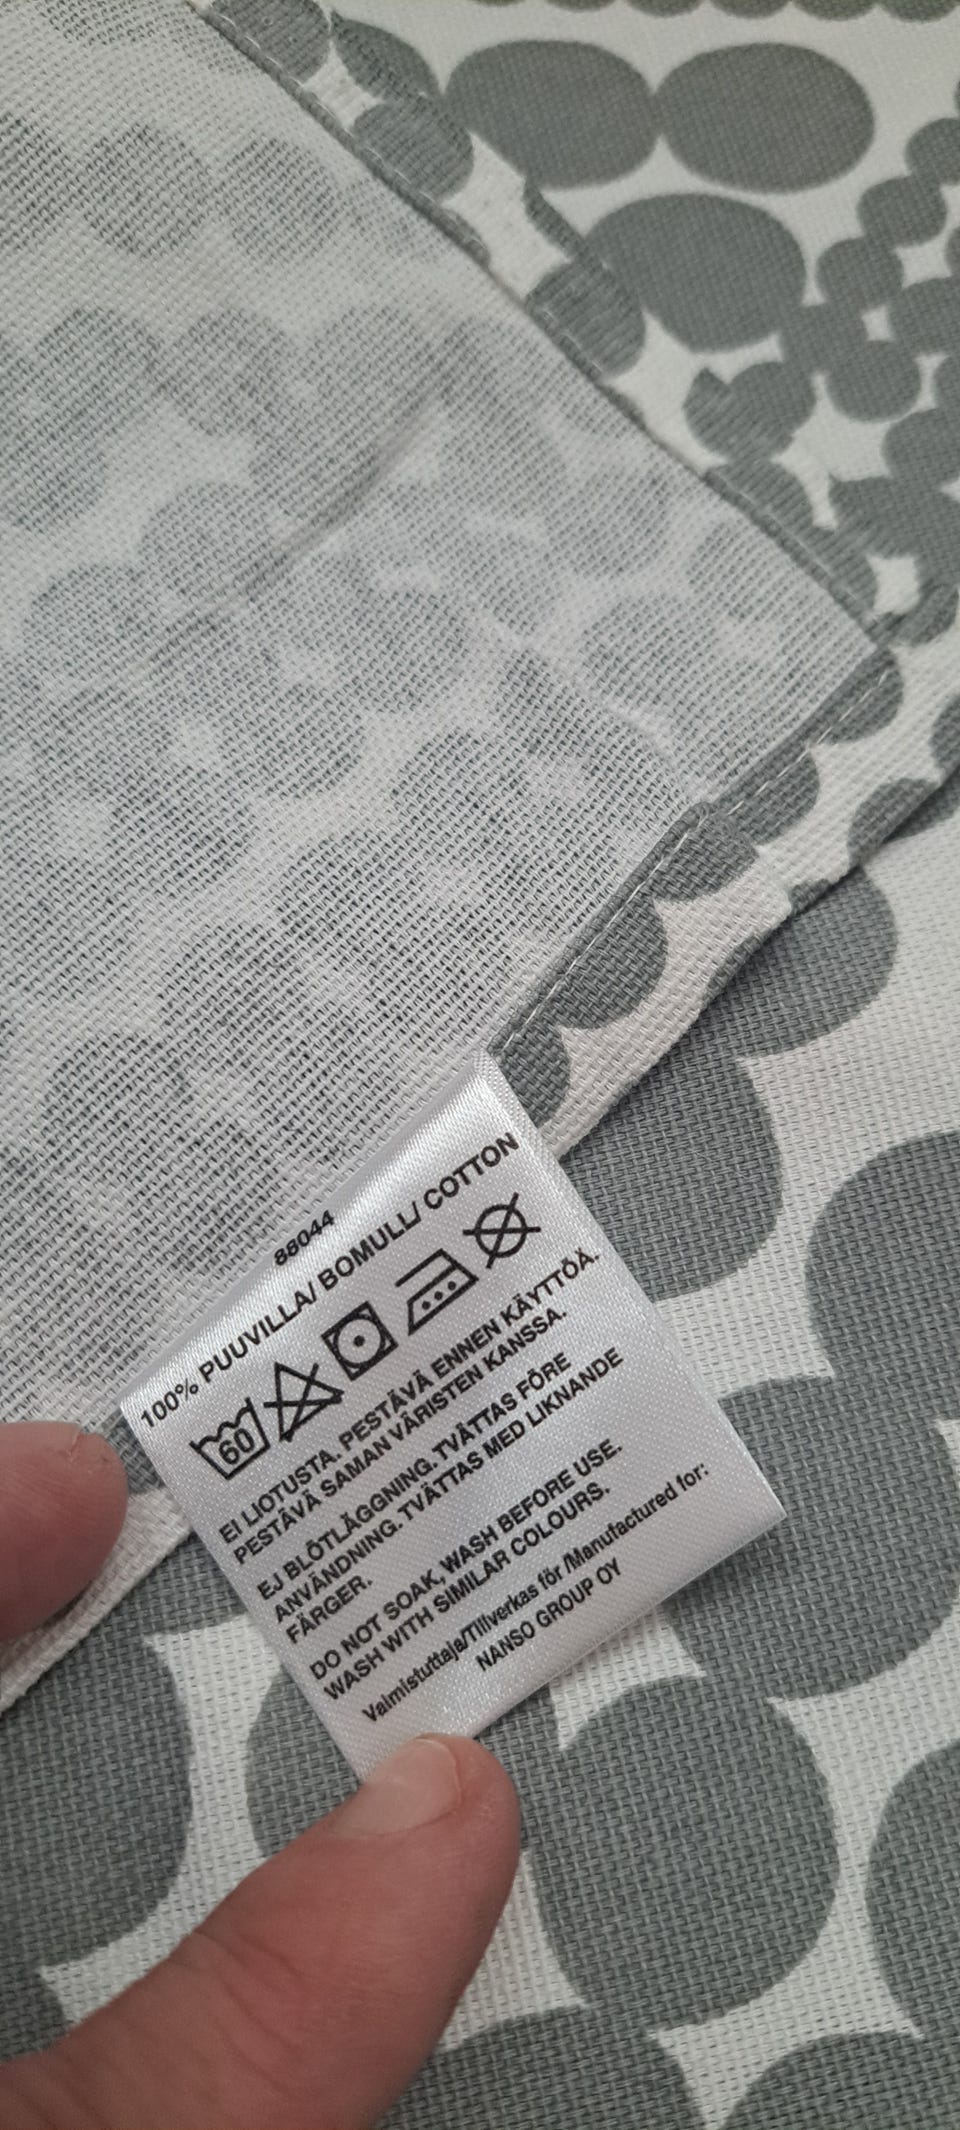 88044
100% PUUVILLA/ BOMULL/ COTTON
60
EI LIOTUSTA. PESTÄVÄ ENNEN KÄYTTÖÄ.
PESTÄVÄ SAMAN VÄRISTEN KANSSA.
EJ BLÖTLÄGGNING. TVÄTTAS FÖRE
ANVÄNDNING. TVÄTTAS MED LIKNANDE
FÄRGER.
DO NOT SOAK, WASH BEFORE USE.
WASH WITH SIMILAR COLOURS.
Valmistuttaja/Tillverkas för /Manufactured for:
NANSO GROUP OY